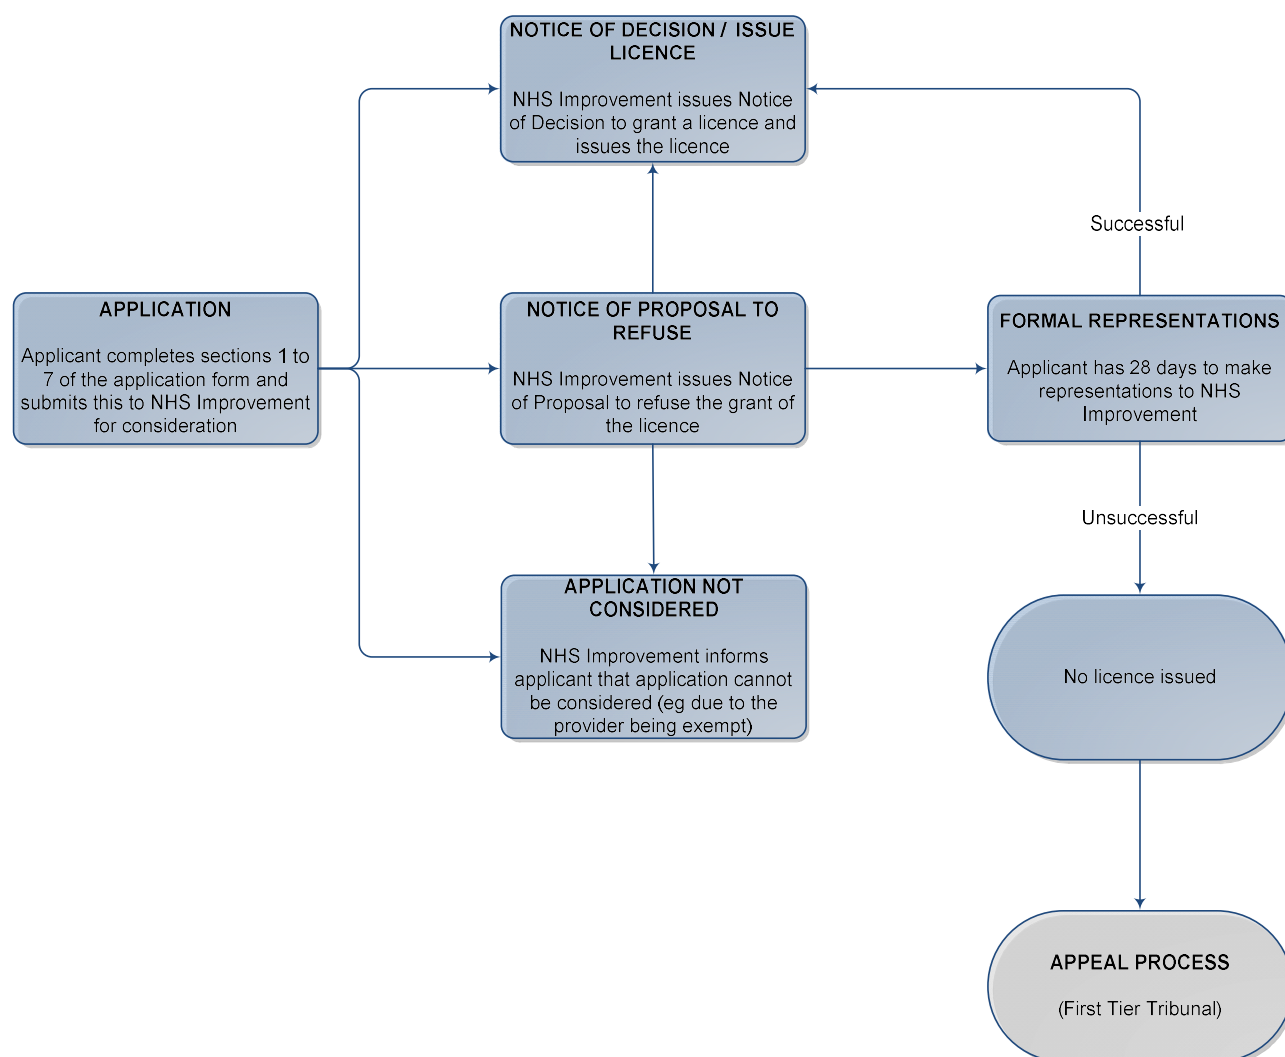 NOTICE OF DECISION / ISSUE
LICENCE
NHS Improvement issues Notice
of Decision to grant a licence and
issues the licence
Successful
APPLICATION
Applicant completes sections 1 to
7 of the application form and
submits this to NHS Improvement
for consideration
NOTICE OF PROPOSAL TO
REFUSE
NHS Improvement issues Notice
of Proposal to refuse the grant of
the licence
FORMAL REPRESENTATIONS
Applicant has 28 days to make
representations to NHS
Improvement
Unsuccessful
APPLICATION NOT
CONSIDERED
NHS Improvement informs
applicant that application cannot
be considered (eg due to the
provider being exempt)
No licence issued
APPEAL PROCESS
(First Tier Tribunal)